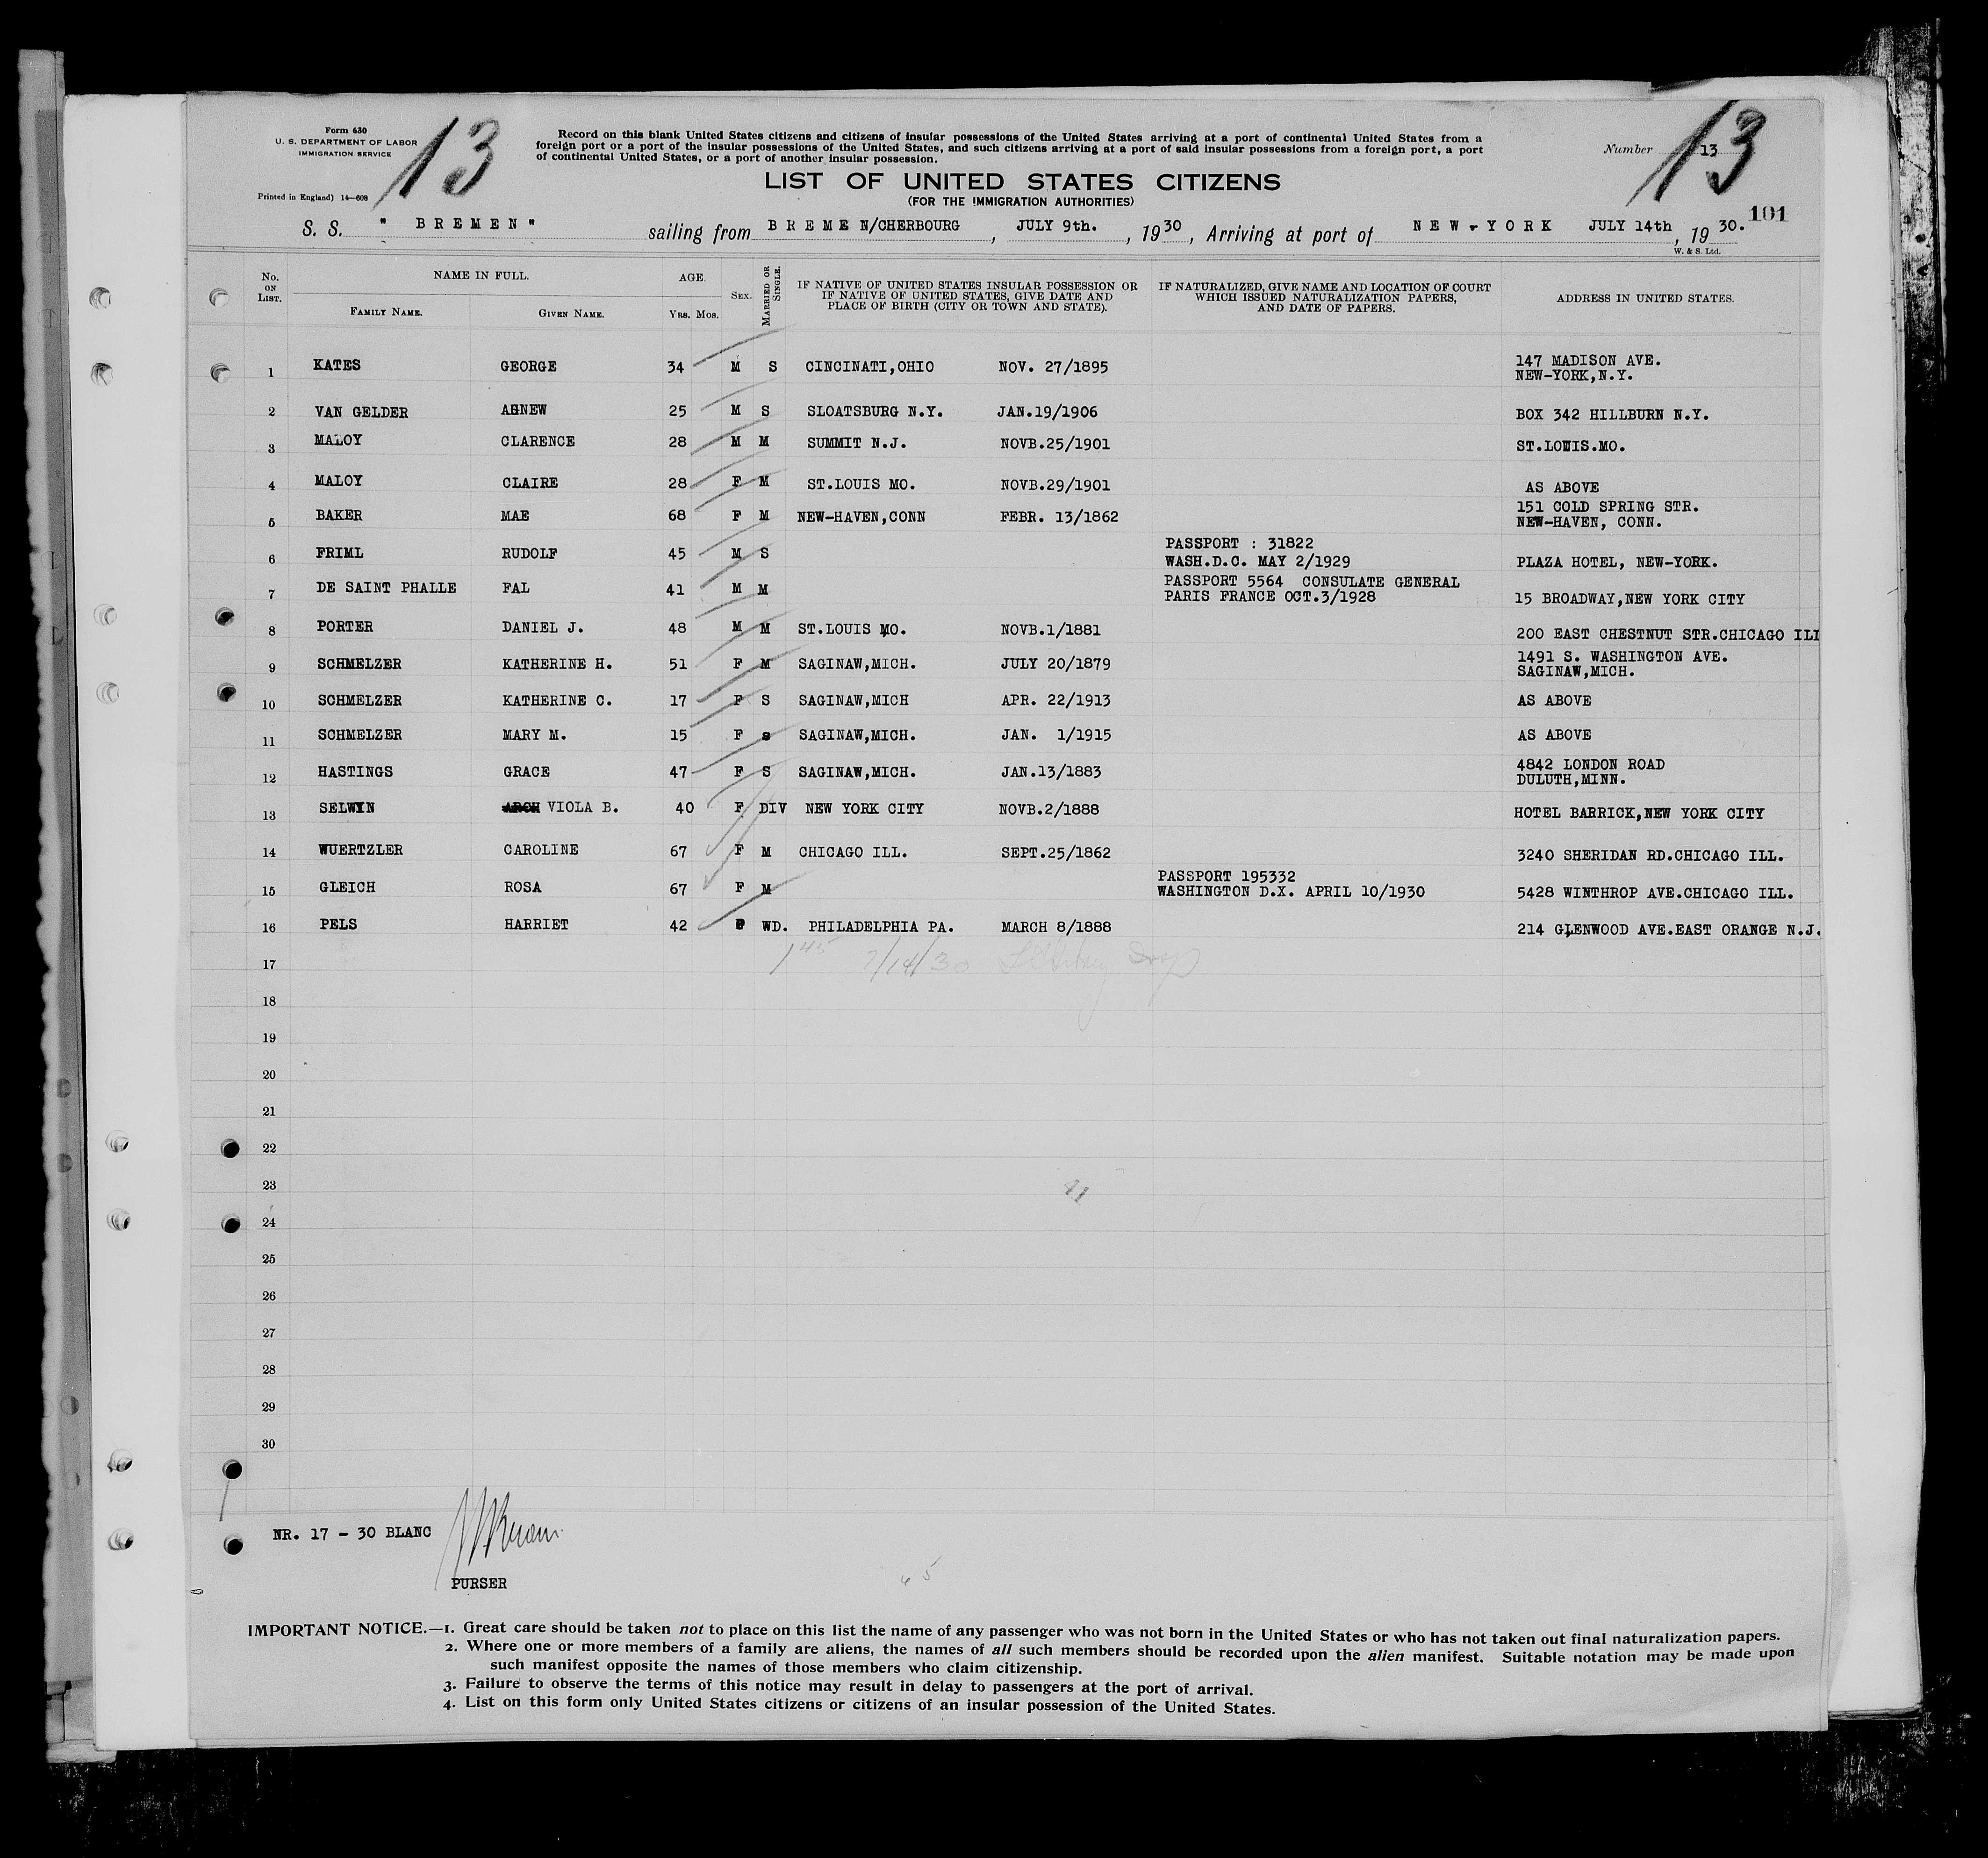 Form 630
U. S. DEPARTMENT OF LABOR
IMMIGRATION SERVICE
Printed in England) 14—608
13
Record on this blank United States citizens and citizens of insular possessions of the United States arriving at a port of continental United States from a
foreign port or a port of the insular possessions of the United States, and such citizens arriving at a port of said insular possessions from a foreign port, a port
of continental United States, or a port of another insular possession.
Number 13
13
LIST OF UNITED STATES CITIZENS
(FOR THE IMMIGRATION AUTHORITIES)
101
S. S. " BREMEN " " sailing from BREMEN/CHERBOURG , JULY 9th. , 1930, Arriving at port of NEW-YORK JULY 14th , 19 30.
W. & S. Ltd.
No. ON LIST. NAME IN FULL. AGE. SEX. MARRIED OR SINGLE. IF NATIVE OF UNITED STATES INSULAR POSSESSION OR IF NATIVE OF UNITED STATES, GIVE DATE AND PLACE OF BIRTH (CITY OR TOWN AND STATE). IF NATURALIZED, GIVE NAME AND LOCATION OF COURT WHICH ISSUED NATURALIZATION PAPERS, AND DATE OF PAPERS. ADDRESS IN UNITED STATES.
FAMILY NAME. GIVEN NAME. YRS. MOS.
1 KATES GEORGE 34 M S CINCINATI,OHIO NOV. 27/1895 147 MADISON AVE.
NEW-YORK,N.Y.
2 VAN GELDER AGNEW 25 M S SLOATSBURG N.Y. JAN.19/1906 BOX 342 HILLBURN N.Y.
3 MALOY CLARENCE 28 M M SUMMIT N.J. NOVB.25/1901 ST.LOUIS.MO.
4 MALOY CLAIRE 28 F M ST.LOUIS MO. NOVB.29/1901 AS ABOVE
5 BAKER MAE 68 F M NEW-HAVEN,CONN FEBR. 13/1862 151 COLD SPRING STR.
NEW-HAVEN, CONN.
6 FRIML RUDOLF 45 M S PASSPORT : 31822
WASH.D.C. MAY 2/1929 PLAZA HOTEL, NEW-YORK.
7 DE SAINT PHALLE FAL 41 M M PASSPORT 5564 CONSULATE GENERAL
PARIS FRANCE OCT.3/1928 15 BROADWAY,NEW YORK CITY
8 PORTER DANIEL J. 48 M M ST.LOUIS MO. NOVB.1/1881 200 EAST CHESTNUT STR.CHICAGO ILL
9 SCHMELZER KATHERINE H. 51 F M SAGINAW,MICH. JULY 20/1879 1491 S. WASHINGTON AVE.
SAGINAW,MICH.
10 SCHMELZER KATHERINE C. 17 F S SAGINAW,MICH APR. 22/1913 AS ABOVE
11 SCHMELZER MARY M. 15 F s SAGINAW,MICH. JAN. 1/1915 AS ABOVE
12 HASTINGS GRACE 47 F S SAGINAW,MICH. JAN.13/1883 4842 LONDON ROAD
DULUTH,MINN.
13 SELWYN ARCH VIOLA B. 40 F DIV NEW YORK CITY NOVB.2/1888 HOTEL BARRICK,NEW YORK CITY
14 WUERTZLER CAROLINE 67 F M CHICAGO ILL. SEPT.25/1862 3240 SHERIDAN RD.CHICAGO ILL.
15 GLEICH ROSA 67 F M PASSPORT 195332
WASHINGTON D.X. APRIL 10/1930 5428 WINTHROP AVE.CHICAGO ILL.
16 PELS HARRIET 42 F WD. PHILADELPHIA PA. MARCH 8/1888 214 GLENWOOD AVE.EAST ORANGE N.J.
17 1 45 7/14/30
18
19
20
21
22
23 41
24
25
26
27
28
29
30
NR. 17 - 30 BLANC
PURSER
45
IMPORTANT NOTICE.—1. Great care should be taken not to place on this list the name of any passenger who was not born in the United States or who has not taken out final naturalization papers.
2. Where one or more members of a family are aliens, the names of all such members should be recorded upon the alien manifest. Suitable notation may be made upon
such manifest opposite the names of those members who claim citizenship.
3. Failure to observe the terms of this notice may result in delay to passengers at the port of arrival.
4. List on this form only United States citizens or citizens of an insular possession of the United States.